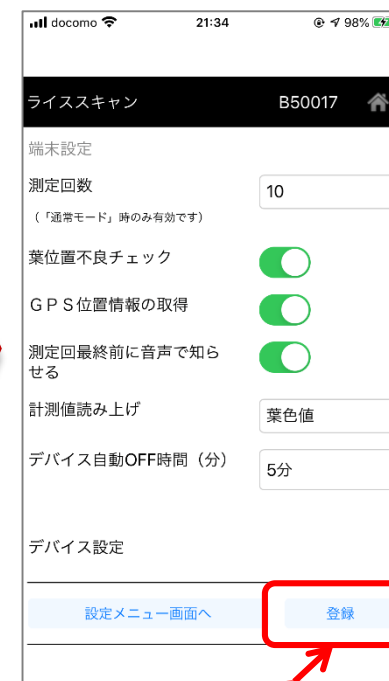 docomo 21:34 98%
ライススキャン B50017
端末設定
測定回数 10
(「通常モード」時のみ有効です)
葉位置不良チェック
GPS位置情報の取得
測定回最終前に音声で知ら
せる
計測値読み上げ 葉色値
デバイス自動OFF時間(分) 5分
デバイス設定
設定メニュー画面へ 登録